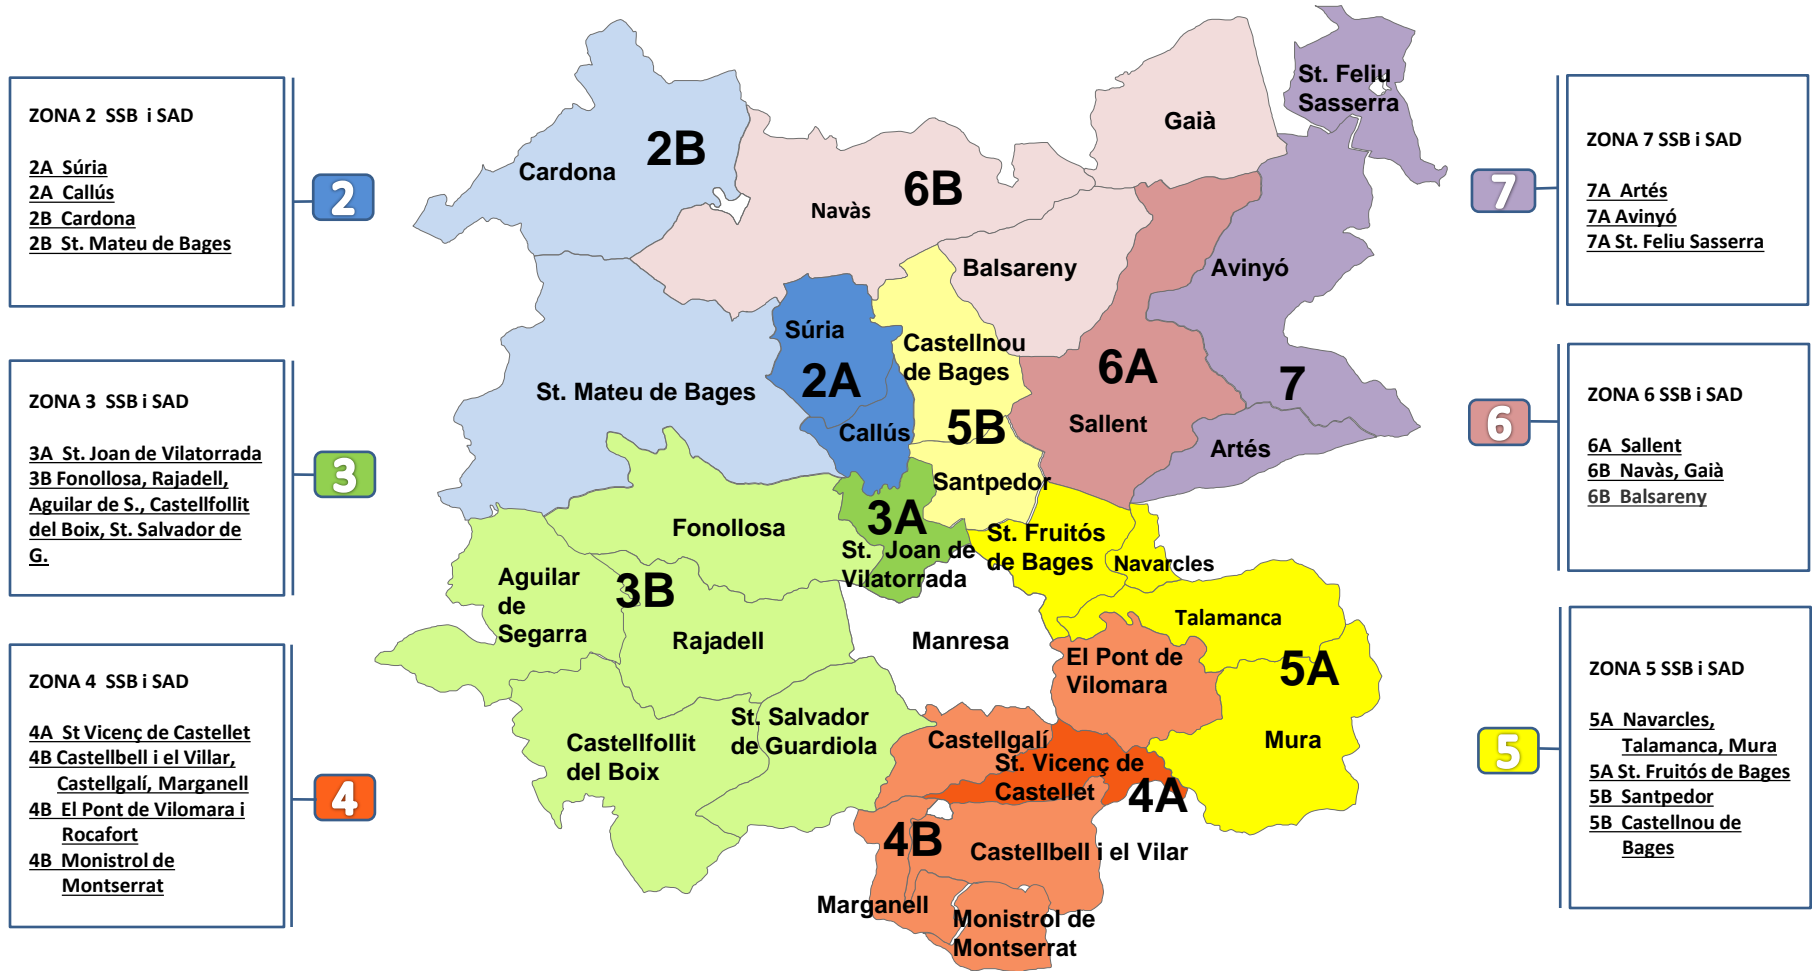 ZONA 2 SSB i SAD
2A Súria
2A Callús
2B Cardona
2B St. Mateu de Bages
2
ZONA 3 SSB i SAD
3A St. Joan de Vilatorrada
3B Fonollosa, Rajadell,
Aguilar de S., Castellfollit
del Boix, St. Salvador de
G.
3
ZONA 4 SSB i SAD
4A St Vicenç de Castellet
4B Castellbell i el Villar,
Castellgalí, Marganell
4B El Pont de Vilomara i
Rocafort
4B Monistrol de
Montserrat
4
Cardona
2B
Navàs
6B
Gaià
St. Feliu
Sasserra
Balsareny
Avinyó
Súria
2A
Castellnou
de Bages
5B
6A
Sallent
7
Artés
St. Mateu de Bages
Callús
Santpedor
Fonollosa
3A
St. Joan de
Vilatorrada
St. Fruitós
de Bages
Navarcles
Aguilar
de
Segarra
3B
Rajadell
Manresa
Talamanca
El Pont de
Vilomara
5A
Mura
St. Salvador
de Guardiola
Castellfollit
del Boix
Castellgalí
St. Vicenç de
Castellet
4A
4B
Castellbell i el Vilar
Marganell
Monistrol de
Montserrat
7
ZONA 7 SSB i SAD
7A Artés
7A Avinyó
7A St. Feliu Sasserra
6
ZONA 6 SSB i SAD
6A Sallent
6B Navàs, Gaià
6B Balsareny
5
ZONA 5 SSB i SAD
5A Navarcles,
Talamanca, Mura
5A St. Fruitós de Bages
5B Santpedor
5B Castellnou de
Bages